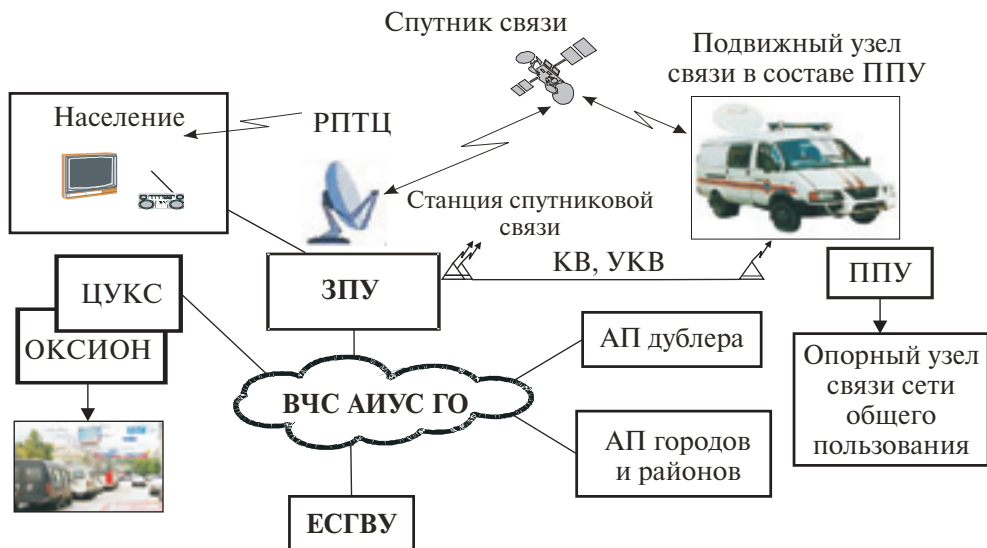 Спутник связи
Подвижный узел
связи в составе ППУ
Население
РПТЦ
Станция спутниковой
связи
КВ, УКВ
ЗПУ
ППУ
ЦУКС
ОКСИОН
АП дублера
Опорный узел
связи сети
общего
пользования
ВЧС АИУС ГО
АП городов
и районов
ЕСГВУ